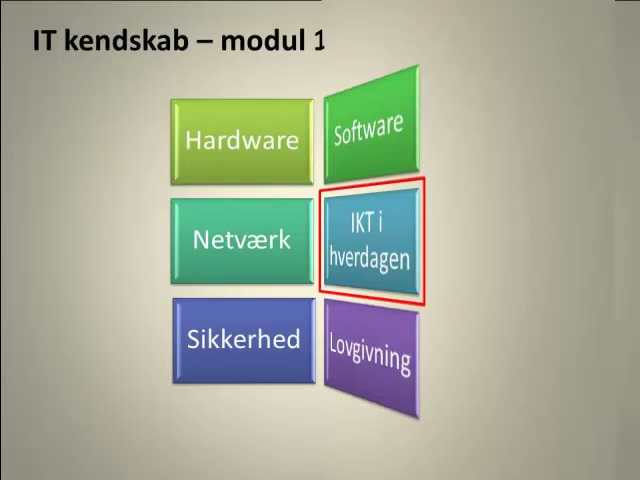 IT kendskab – modul 1
Hardware
Software
Netværk
IKT i
hverdagen
Sikkerhed
Lovgivning